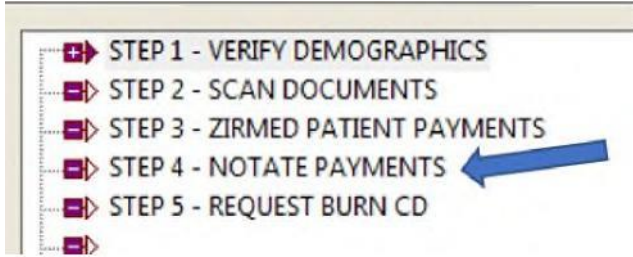 STEP 1 - VERIFY DEMOGRAPHICS
STEP 2 - SCAN DOCUMENTS
STEP 3 - ZIRMED PATIENT PAYMENTS
STEP 4 - NOTATE PAYMENTS
STEP 5 - REQUEST BURN CD